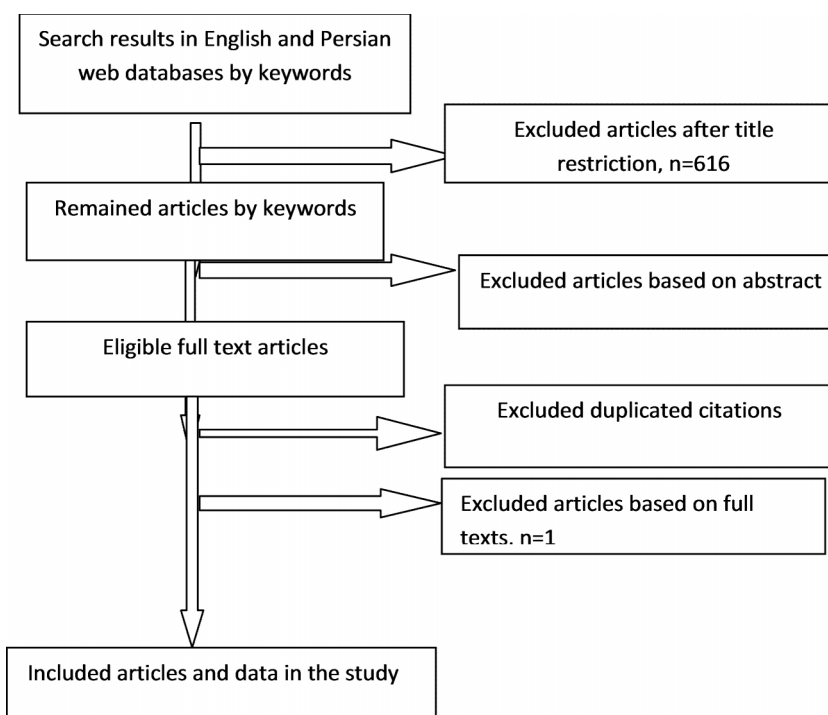 Search results in English and Persian
web databases by keywords
Excluded articles after title
restriction, n=616
Remained articles by keywords
Excluded articles based on abstract
Eligible full text articles
Excluded duplicated citations
Excluded articles based on full
texts. n=1
Included articles and data in the study